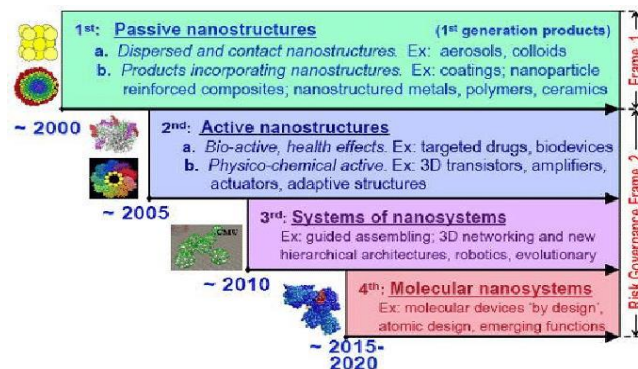 1st: Passive nanostructures (1st generation products)
a. Dispersed and contact nanostructures. Ex: aerosols, colloids
b. Products incorporating nanostructures. Ex: coatings; nanoparticle
reinforced composites; nanostructured metals, polymers, ceramics
~ 2000
2nd: Active nanostructures
a. Bio-active, health effects. Ex: targeted drugs, biodevices
b. Physico-chemical active. Ex: 3D transistors, amplifiers,
actuators, adaptive structures
~ 2005
CMU
3rd: Systems of nanosystems
Ex: guided assembling; 3D networking and new
hierarchical architectures, robotics, evolutionary
~ 2010
4th: Molecular nanosystems
Ex: molecular devices 'by design',
atomic design, emerging functions
~ 2015-
2020
Frame 1
Risk Governance Frame 2